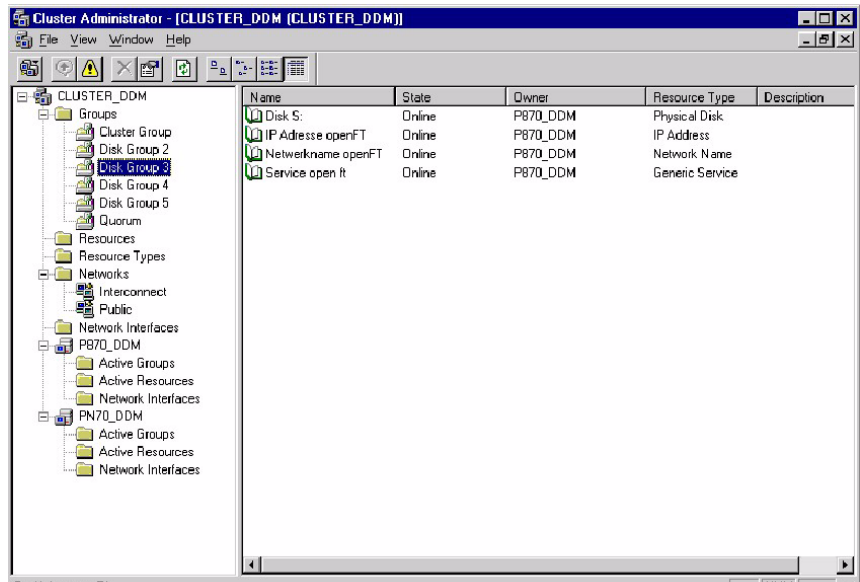 Cluster Administrator - [CLUSTER_DDM (CLUSTER_DDM)]
File View Window Help
CLUSTER_DDM
Groups
Cluster Group
Disk Group 2
Disk Group 3
Disk Group 4
Disk Group 5
Quorum
Resources
Resource Types
Networks
Interconnect
Public
Network Interfaces
P870_DDM
Active Groups
Active Resources
Network Interfaces
PN70_DDM
Active Groups
Active Resources
Network Interfaces
Name State Owner Resource Type Description
Disk S: Online P870_DDM Physical Disk
IP Adresse openFT Online P870_DDM IP Address
Netwerkname openFT Online P870_DDM Network Name
Service open ft Online P870_DDM Generic Service